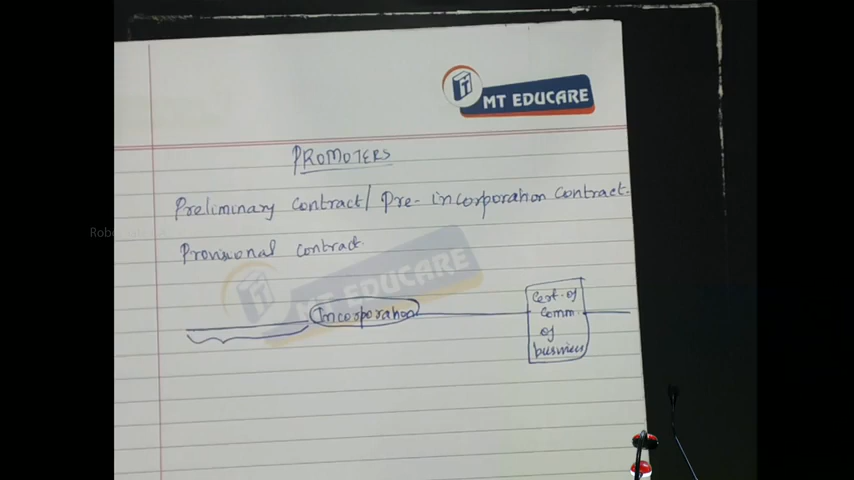 MT EDUCARE
PROMOTERS
Preliminary contract / Pre-incorporation contract.
Provisional contract.
MT EDUCARE
Incorporation
Cert. of
Comm.
of
business